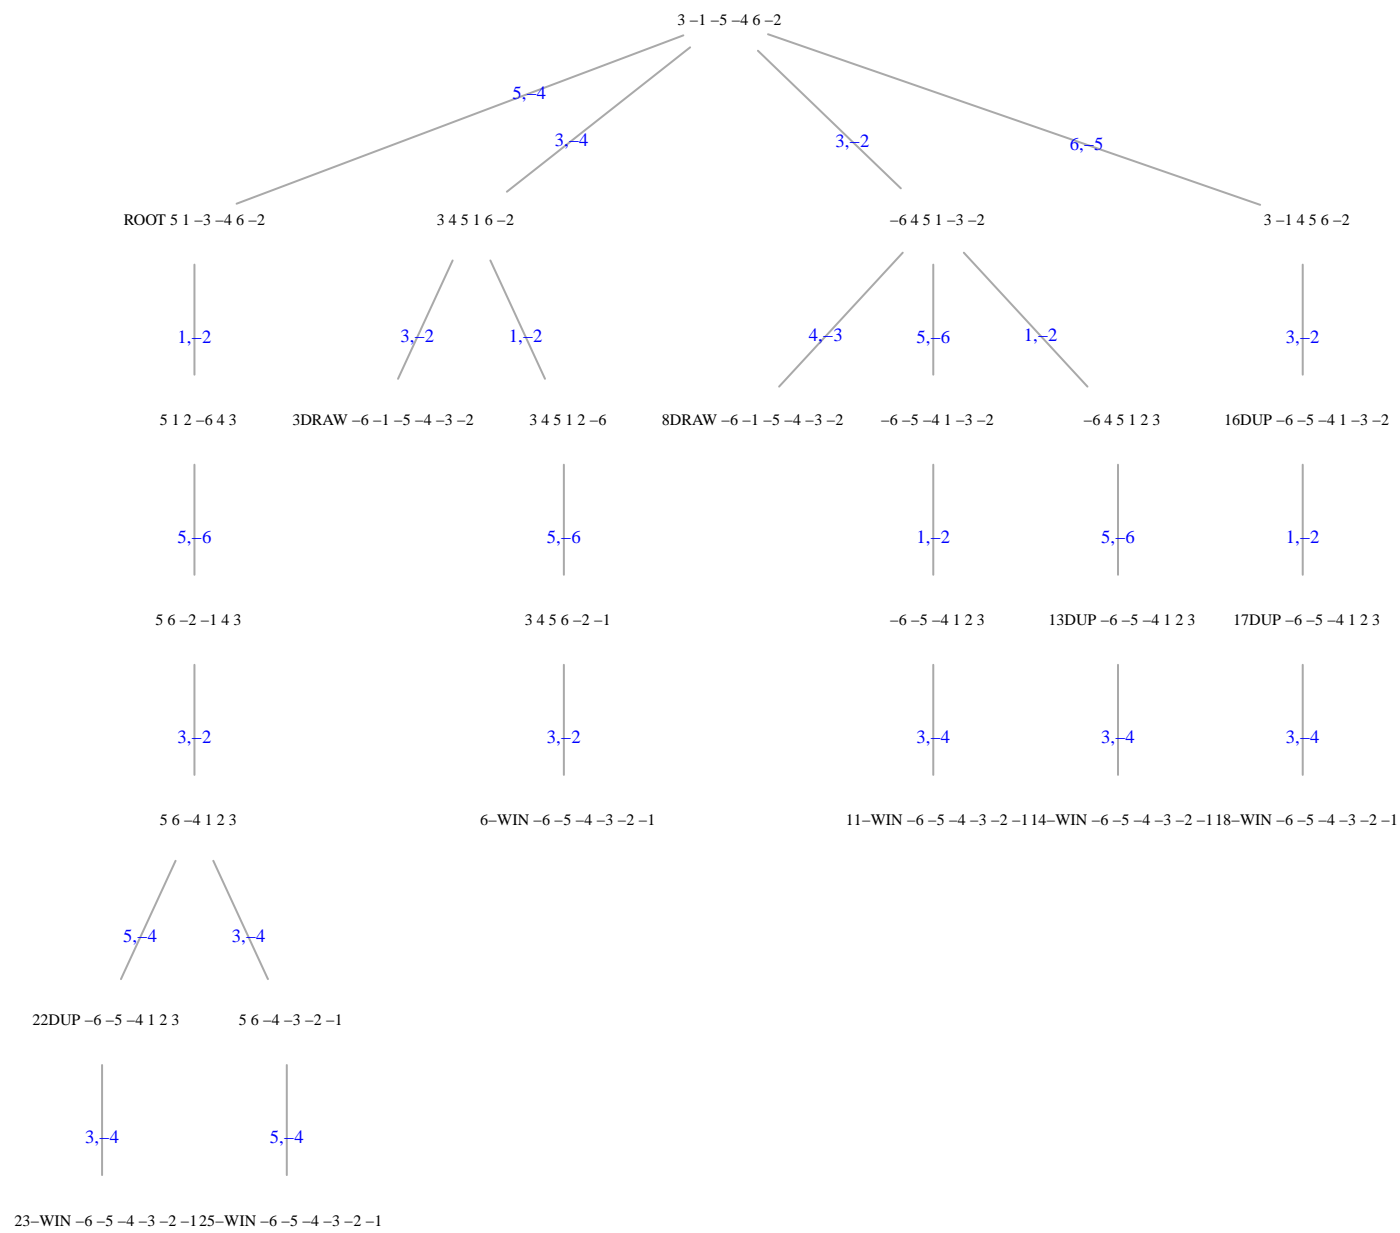 3 –1 –5 –4 6 –2
5,–4
3,–4
3,–2
6,–5
ROOT 5 1 –3 –4 6 –2
3 4 5 1 6 –2
–6 4 5 1 –3 –2
3 –1 4 5 6 –2
1,–2
3,–2
1,–2
4,–3
5,–6
1,–2
3,–2
5 1 2 –6 4 3
3DRAW –6 –1 –5 –4 –3 –2
3 4 5 1 2 –6
8DRAW –6 –1 –5 –4 –3 –2
–6 –5 –4 1 –3 –2
–6 4 5 1 2 3
16DUP –6 –5 –4 1 –3 –2
5,–6
5,–6
1,–2
5,–6
1,–2
5 6 –2 –1 4 3
3 4 5 6 –2 –1
–6 –5 –4 1 2 3
13DUP –6 –5 –4 1 2 3
17DUP –6 –5 –4 1 2 3
3,–2
3,–2
3,–4
3,–4
3,–4
5 6 –4 1 2 3
6–WIN –6 –5 –4 –3 –2 –1
11–WIN –6 –5 –4 –3 –2 –1
14–WIN –6 –5 –4 –3 –2 –1
18–WIN –6 –5 –4 –3 –2 –1
5,–4
3,–4
22DUP –6 –5 –4 1 2 3
5 6 –4 –3 –2 –1
3,–4
5,–4
23–WIN –6 –5 –4 –3 –2 –1
25–WIN –6 –5 –4 –3 –2 –1